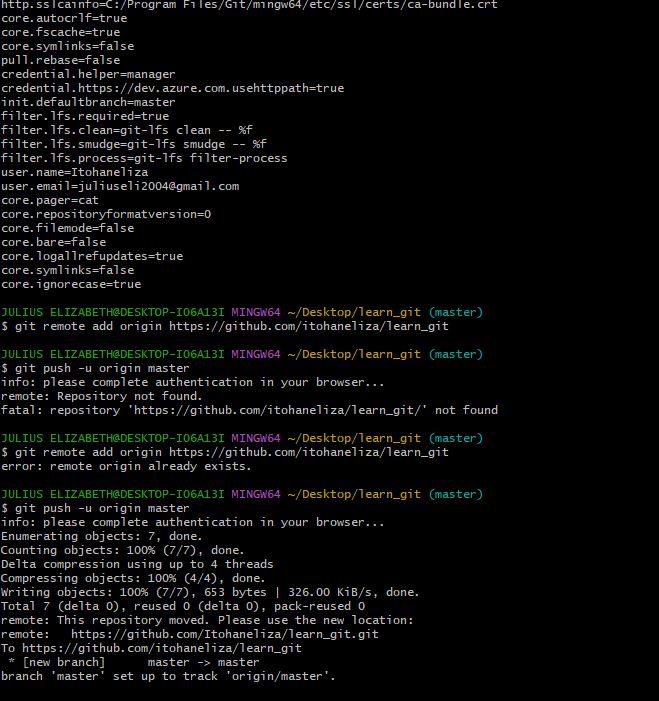 http.sslcainfo=C:/Program Files/Git/mingw64/etc/ssl/certs/ca-bundle.crt
core.autocrlf=true
core.fscache=true
core.symlinks=false
pull.rebase=false
credential.helper=manager
credential.https://dev.azure.com.usehttppath=true
init.defaultbranch=master
filter.lfs.required=true
filter.lfs.clean=git-lfs clean -- %f
filter.lfs.smudge=git-lfs smudge -- %f
filter.lfs.process=git-lfs filter-process
user.name=Itohaneliza
user.email=juliuseli2004@gmail.com
core.pager=cat
core.repositoryformatversion=0
core.filemode=false
core.bare=false
core.logallrefupdates=true
core.symlinks=false
core.ignorecase=true
JULIUS ELIZABETH@DESKTOP-IO6A13I MINGW64 ~/Desktop/learn_git (master)
$ git remote add origin https://github.com/itohaneliza/learn_git
JULIUS ELIZABETH@DESKTOP-IO6A13I MINGW64 ~/Desktop/learn_git (master)
$ git push -u origin master
info: please complete authentication in your browser...
remote: Repository not found.
fatal: repository 'https://github.com/itohaneliza/learn_git/' not found
JULIUS ELIZABETH@DESKTOP-IO6A13I MINGW64 ~/Desktop/learn_git (master)
$ git remote add origin https://github.com/itohaneliza/learn_git
error: remote origin already exists.
JULIUS ELIZABETH@DESKTOP-IO6A13I MINGW64 ~/Desktop/learn_git (master)
$ git push -u origin master
info: please complete authentication in your browser...
Enumerating objects: 7, done.
Counting objects: 100% (7/7), done.
Delta compression using up to 4 threads
Compressing objects: 100% (4/4), done.
Writing objects: 100% (7/7), 653 bytes | 326.00 KiB/s, done.
Total 7 (delta 0), reused 0 (delta 0), pack-reused 0
remote: This repository moved. Please use the new location:
remote:   https://github.com/Itohaneliza/learn_git.git
To https://github.com/itohaneliza/learn_git
 * [new branch]      master -> master
branch 'master' set up to track 'origin/master'.